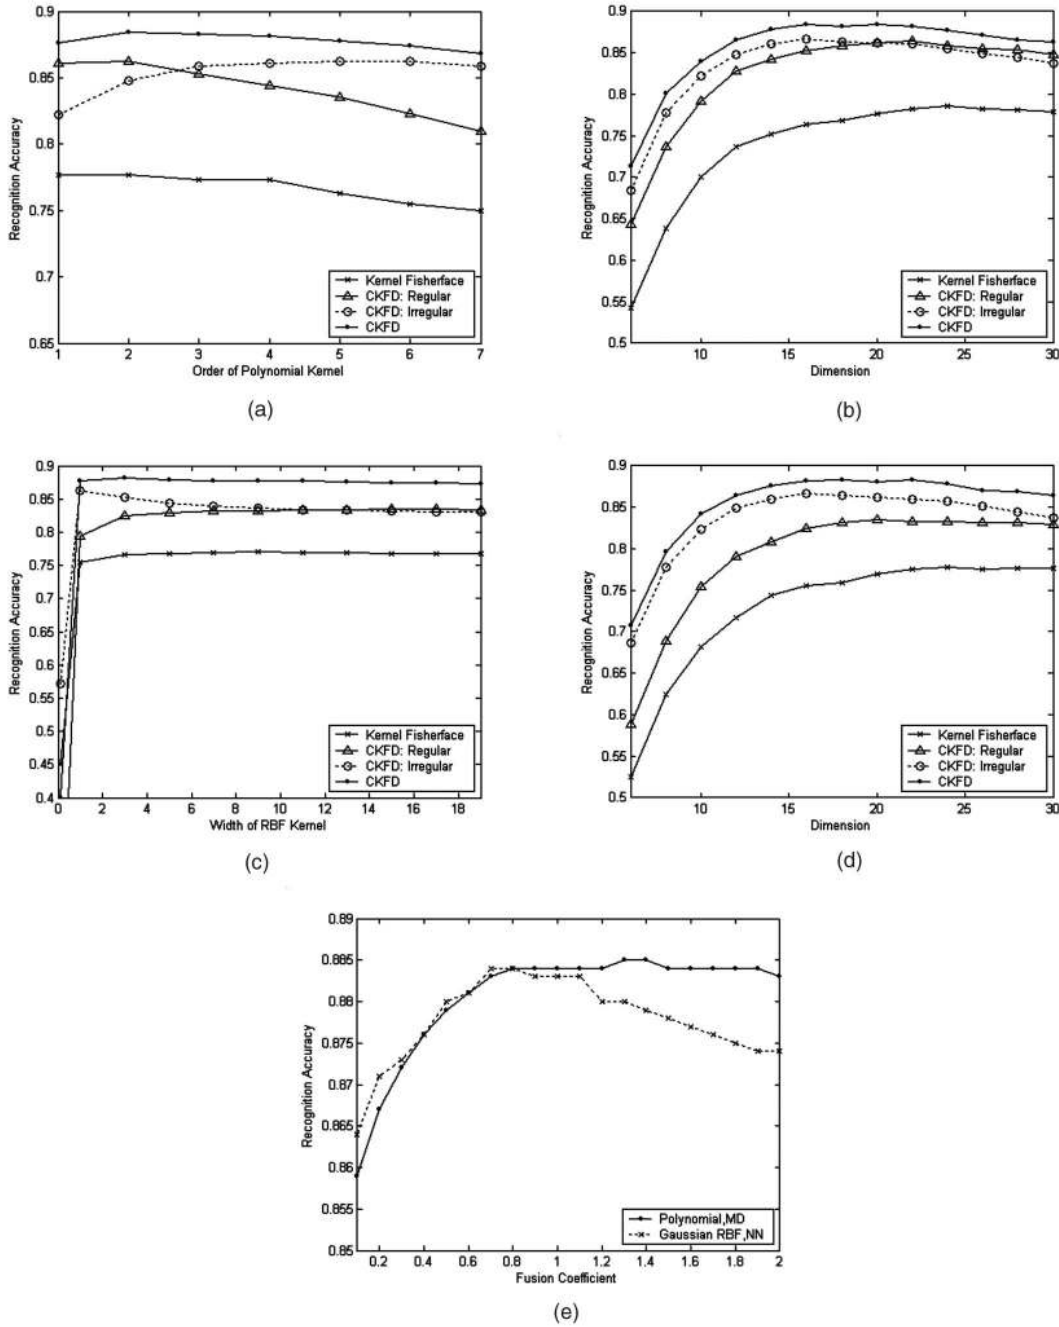 0.9
0.85
0.8
0.75
0.7
0.65
Recognition Accuracy
1 2 3 4 5 6 7
Order of Polynomial Kernel
Kernel Fisherface
CKFD: Regular
CKFD: Irregular
CKFD
(a)
0.9
0.85
0.8
0.75
0.7
0.65
0.6
0.55
0.5
Recognition Accuracy
10 15 20 25 30
Dimension
Kernel Fisherface
CKFD: Regular
CKFD: Irregular
CKFD
(b)
0.9
0.85
0.8
0.75
0.7
0.65
0.6
0.55
0.5
0.45
0.4
Recognition Accuracy
0 2 4 6 8 10 12 14 16 18
Width of RBF Kernel
Kernel Fisherface
CKFD: Regular
CKFD: Irregular
CKFD
(c)
0.9
0.85
0.8
0.75
0.7
0.65
0.6
0.55
0.5
Recognition Accuracy
10 15 20 25 30
Dimension
Kernel Fisherface
CKFD: Regular
CKFD: Irregular
CKFD
(d)
0.89
0.885
0.88
0.875
0.87
0.865
0.86
0.855
0.85
Recognition Accuracy
0.2 0.4 0.6 0.8 1 1.2 1.4 1.6 1.8 2
Fusion Coefficient
Polynomial,MD
Gaussian RBF,NN
(e)